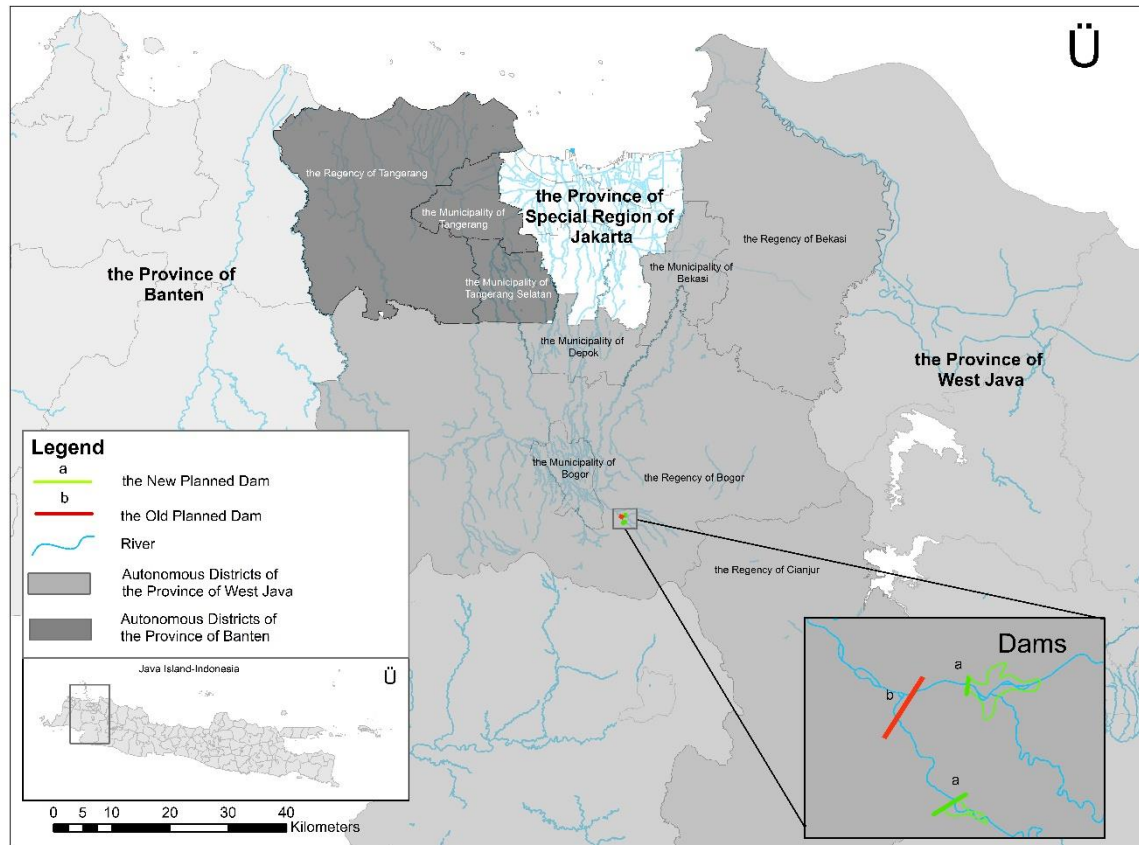 Ü
the Regency of Tangerang
the Municipality of
Tangerang
the Province of
Special Region of
Jakarta
the Regency of Bekasi
the Municipality of
Bekasi
the Province of
Banten
the Municipality of
Tangerang Selatan
the Municipality of
Depok
the Province of
West Java
the Municipality of
Bogor
the Regency of Bogor
the Regency of Cianjur
Legend
a
the New Planned Dam
b
the Old Planned Dam
River
Autonomous Districts of
the Province of West Java
Autonomous Districts of
the Province of Banten
Java Island-Indonesia
Ü
0 5 10 20 30 40
Kilometers
Dams
a
b
a